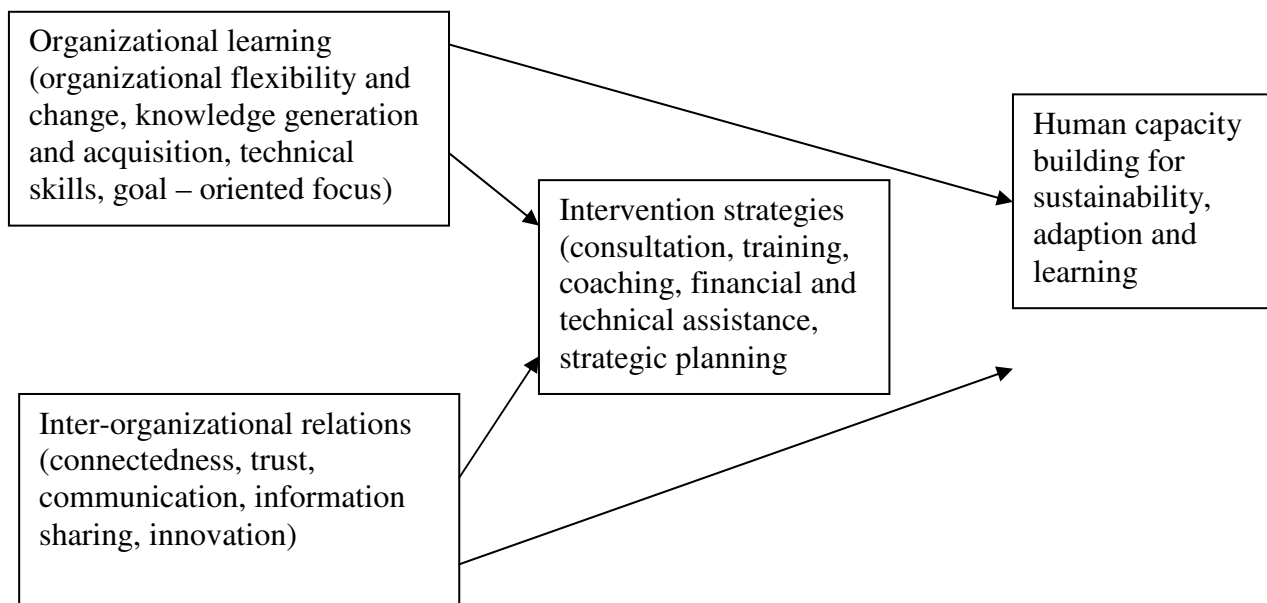 Organizational learning
(organizational flexibility and
change, knowledge generation
and acquisition, technical
skills, goal – oriented focus)
Human capacity
building for
sustainability,
adaption and
learning
Intervention strategies
(consultation, training,
coaching, financial and
technical assistance,
strategic planning
Inter-organizational relations
(connectedness, trust,
communication, information
sharing, innovation)